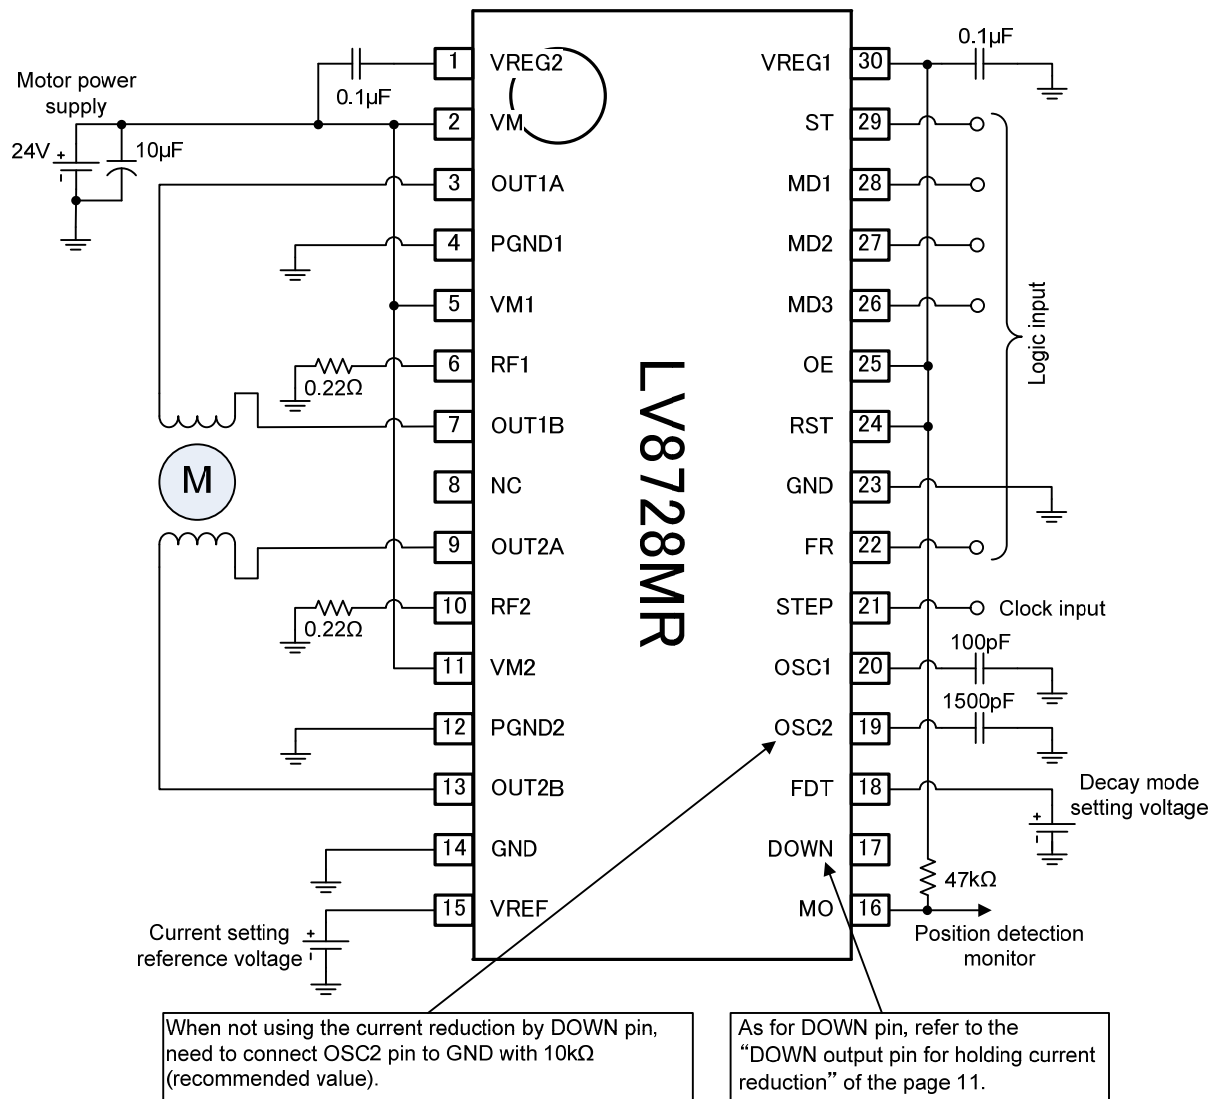 Motor power
supply
24V
+
-
10µF
0.1µF
0.1µF
1 VREG2
2 VM
3 OUT1A
4 PGND1
5 VM1
6 RF1
0.22Ω
7 OUT1B
M
8 NC
9 OUT2A
10 RF2
0.22Ω
11 VM2
12 PGND2
13 OUT2B
14 GND
15 VREF
Current setting
reference voltage
+
-
LV8728MR
VREG1 30
ST 29
MD1 28
MD2 27
MD3 26
OE 25
RST 24
GND 23
FR 22
Logic input
STEP 21
Clock input
OSC1 20
100pF
OSC2 19
1500pF
FDT 18
Decay mode
setting voltage
+
-
DOWN 17
47kΩ
MO 16
Position detection
monitor
When not using the current reduction by DOWN pin,
need to connect OSC2 pin to GND with 10kΩ
(recommended value).
As for DOWN pin, refer to the
“DOWN output pin for holding current
reduction” of the page 11.